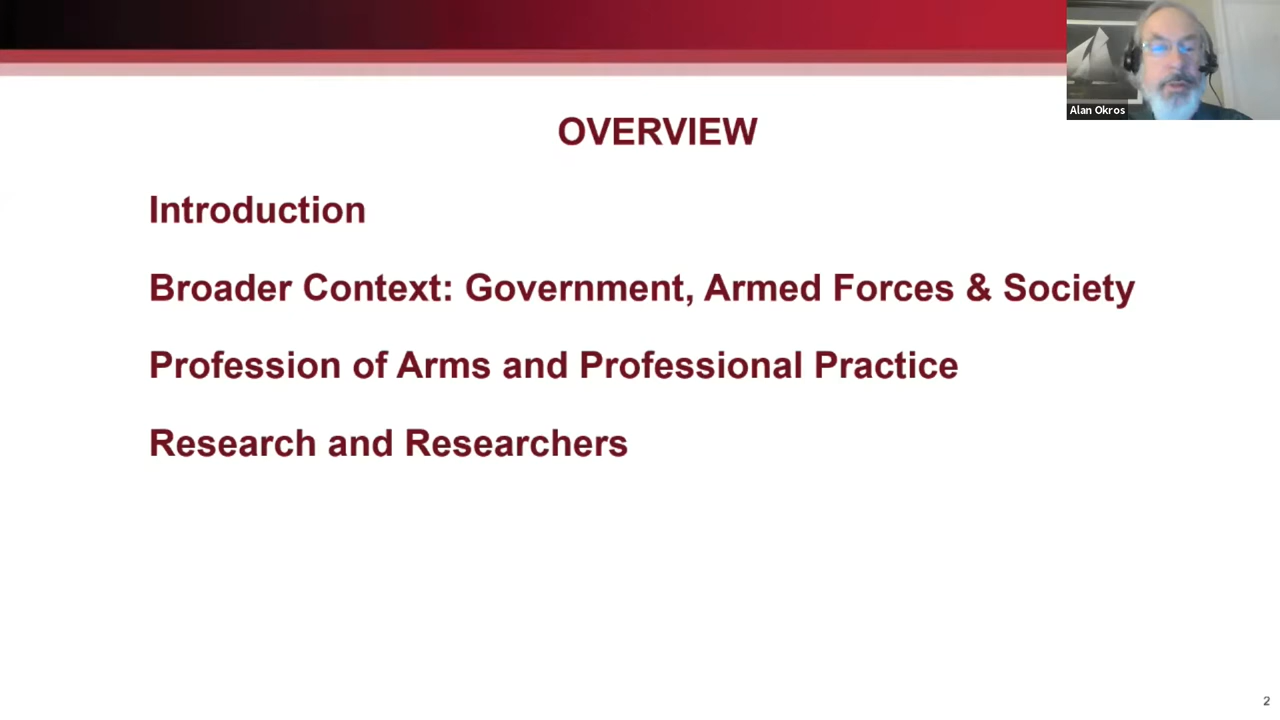 Alan Okros
OVERVIEW
Introduction
Broader Context: Government, Armed Forces & Society
Profession of Arms and Professional Practice
Research and Researchers
2